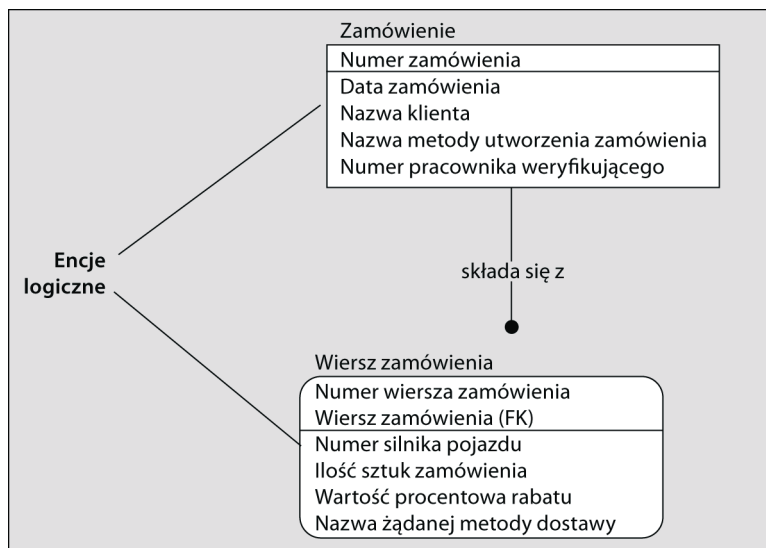 Zamówienie
Numer zamówienia
Data zamówienia
Nazwa klienta
Nazwa metody utworzenia zamówienia
Numer pracownika weryfikującego
Encje
logiczne
składa się z
Wiersz zamówienia
Numer wiersza zamówienia
Wiersz zamówienia (FK)
Numer silnika pojazdu
Ilość sztuk zamówienia
Wartość procentowa rabatu
Nazwa żądanej metody dostawy